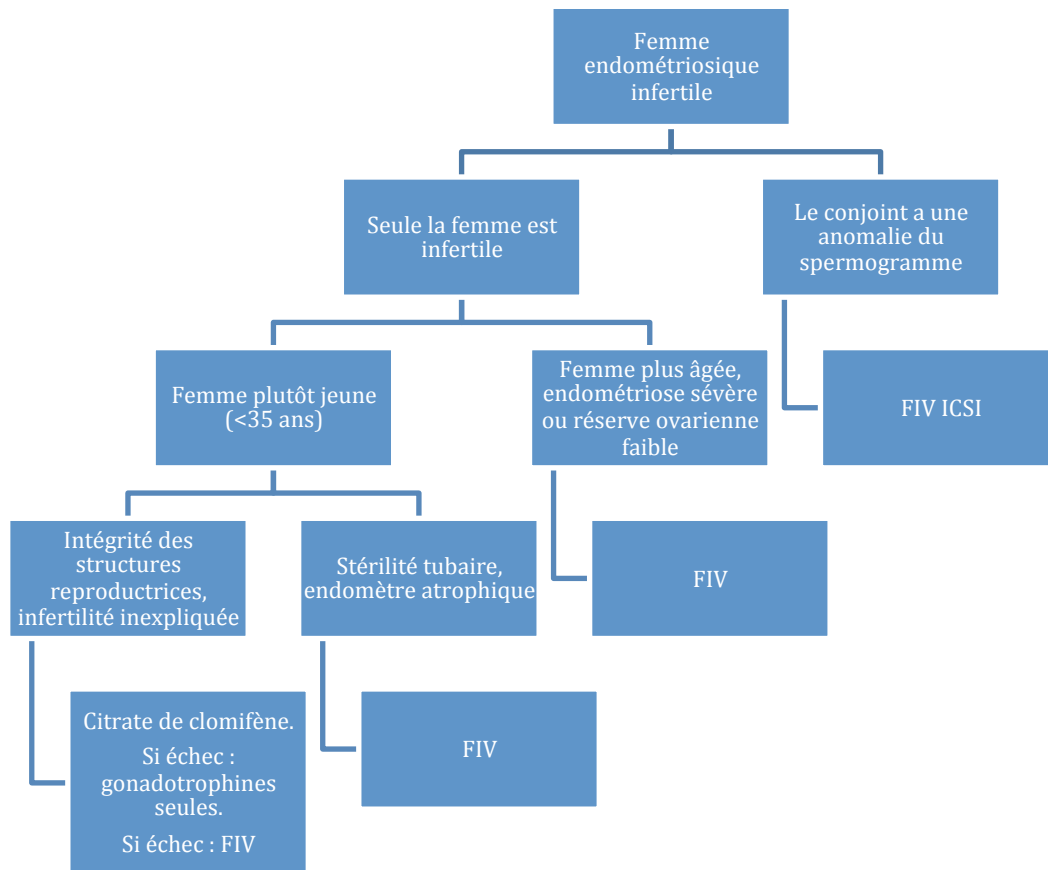 Femme
endométriosique
infertile
Seule la femme est
infertile
Le conjoint a une
anomalie du
spermogramme
Femme plutôt jeune
(<35 ans)
Femme plus âgée,
endométriose sévère
ou réserve ovarienne
faible
FIV ICSI
Intégrité des
structures
reproductrices,
infertilité inexpliquée
Stérilité tubaire,
endomètre atrophique
FIV
Citrate de clomifène.
Si échec :
gonadotrophines
seules.
Si échec : FIV
FIV